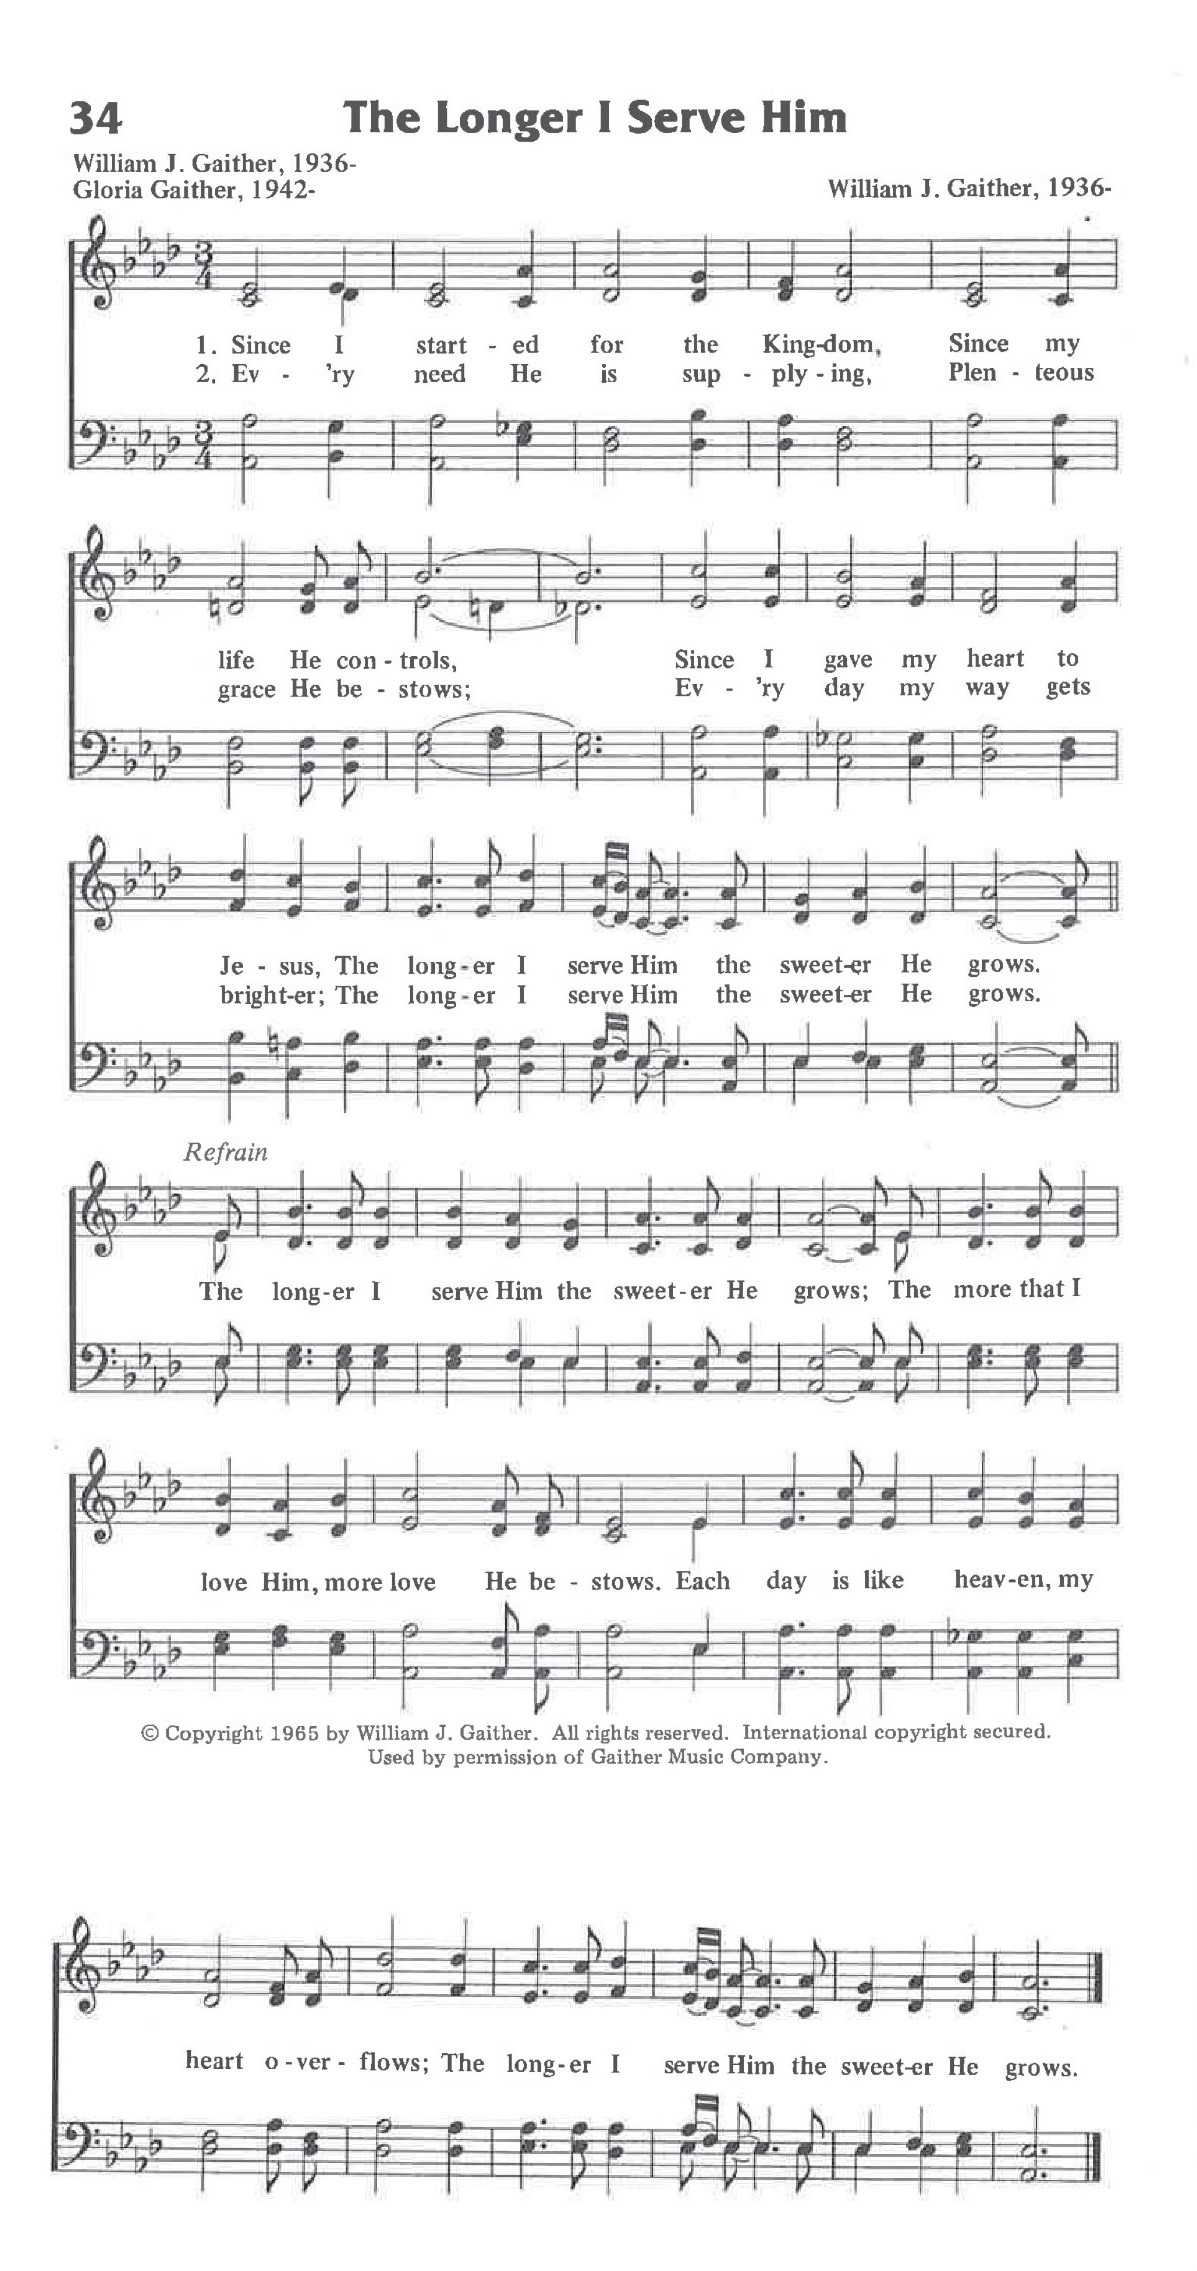 34 The Longer I Serve Him
William J. Gaither, 1936-
Gloria Gaither, 1942- William J. Gaither, 1936-
1. Since I start - ed for the King-dom, Since my
2. Ev - 'ry need He is sup - ply - ing, Plen - teous
life He con - trols, Since I gave my heart to
grace He be - stows; Ev - 'ry day my way gets
Je - sus, The long - er I serve Him the sweet-er He grows.
bright-er; The long - er I serve Him the sweet-er He grows.
Refrain
The long-er I serve Him the sweet-er He grows; The more that I
love Him, more love He be - stows. Each day is like heav-en, my
© Copyright 1965 by William J. Gaither. All rights reserved. International copyright secured.
Used by permission of Gaither Music Company.
heart o - ver - flows; The long-er I serve Him the sweet-er He grows.